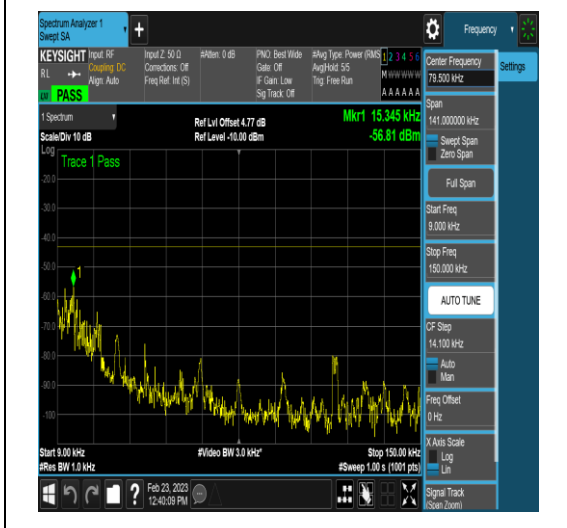 Spectrum Analyzer 1
Swept SA
Frequency
KEYSIGHT
Input: RF
Coupling: DC
Align: Auto
Input Z: 50 Ω
Corrections: Off
Freq Ref: Int (S)
#Atten: 0 dB
PNO: Best Wide
Gate: Off
IF Gain: Low
Sig Track: Off
#Avg Type: Power (RMS
Avg|Hold: 5/5
Trig: Free Run
1 2 3 4 5 6
M W W W W W
A A A A A A
RL
PASS
1 Spectrum
Scale/Div 10 dB
Ref Lvl Offset 4.77 dB
Ref Level -10.00 dBm
Mkr1 15.345 kHz
-56.81 dBm
Log
Trace 1 Pass
-20.0
-30.0
-40.0
-50.0
-60.0
-70.0
-80.0
-90.0
-100
1
Start 9.00 kHz
#Res BW 1.0 kHz
#Video BW 3.0 kHz*
Stop 150.00 kHz
#Sweep 1.00 s (1001 pts)
Feb 23, 2023
12:40:09 PM
Center Frequency
79.500 kHz
Settings
Span
141.000000 kHz
Swept Span
Zero Span
Full Span
Start Freq
9.000 kHz
Stop Freq
150.000 kHz
AUTO TUNE
CF Step
14.100 kHz
Auto
Man
Freq Offset
0 Hz
X Axis Scale
Log
Lin
Signal Track
(Span Zoom)